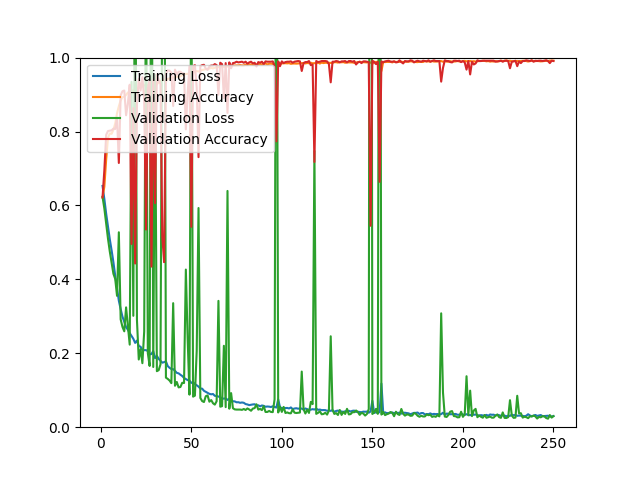 1.0
0.8
0.6
0.4
0.2
0.0
Training Loss
Training Accuracy
Validation Loss
Validation Accuracy
0 50 100 150 200 250